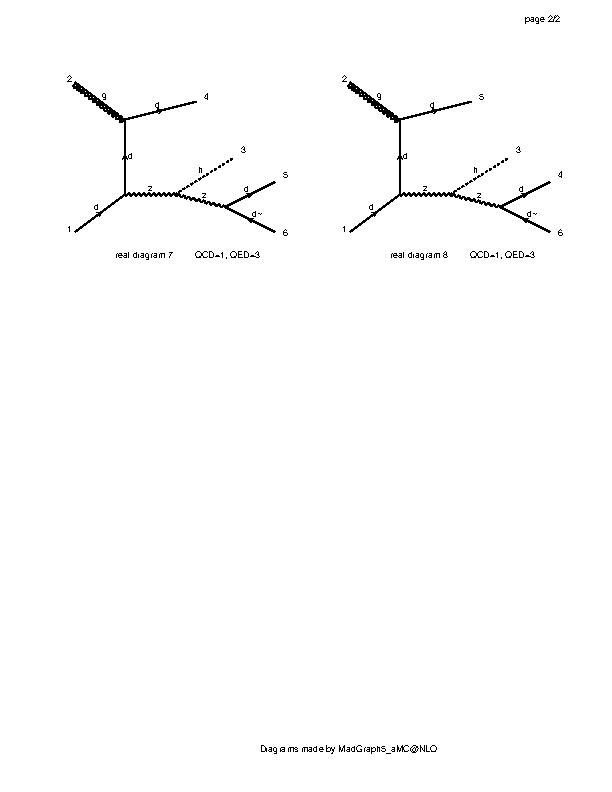 page 2/2
2 g d 4
d
3
h
z z d 5
d d~
1 6
real diagram 7 QCD=1, QED=3
2 g d 5
d
3
h
z z d 4
d d~
1 6
real diagram 8 QCD=1, QED=3
Diagrams made by MadGraph5_aMC@NLO